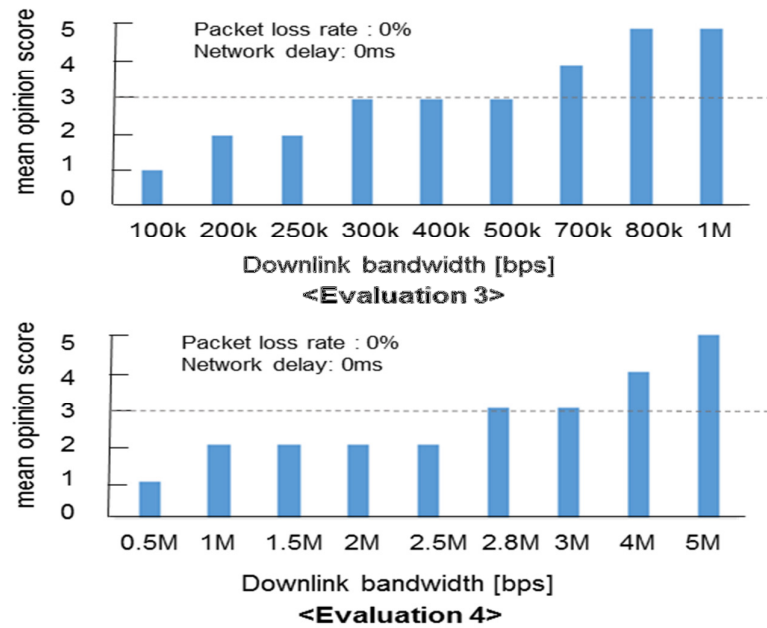 Packet loss rate : 0%
Network delay: 0ms
mean opinion score
5
4
3
2
1
0
100k 200k 250k 300k 400k 500k 700k 800k 1M
Downlink bandwidth [bps]
<Evaluation 3>
Packet loss rate : 0%
Network delay: 0ms
mean opinion score
5
4
3
2
1
0
0.5M 1M 1.5M 2M 2.5M 2.8M 3M 4M 5M
Downlink bandwidth [bps]
<Evaluation 4>